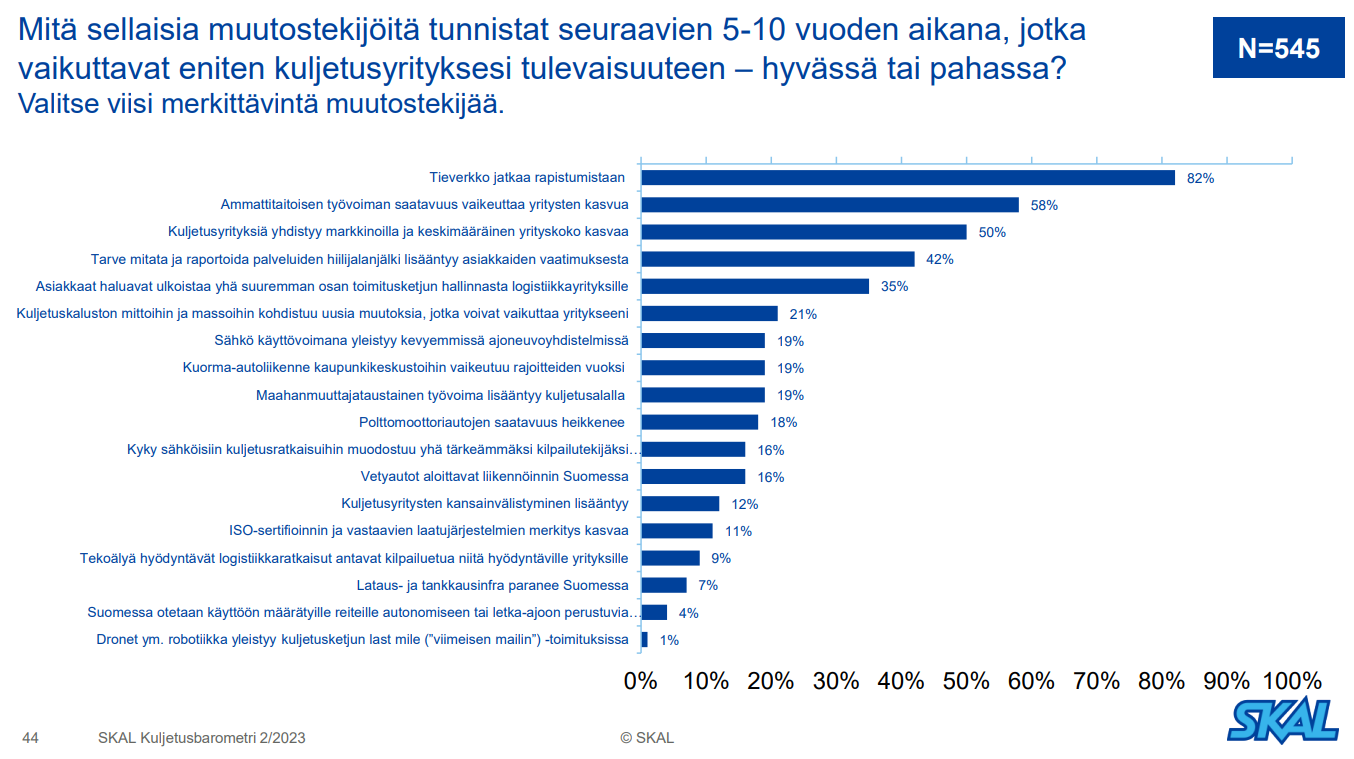 Mitä sellaisia muutostekijöitä tunnistat seuraavien 5-10 vuoden aikana, jotka
vaikuttavat eniten kuljetusyrityksesi tulevaisuuteen – hyvässä tai pahassa?
Valitse viisi merkittävintä muutostekijää.
N=545
Tieverkko jatkaa rapistumistaan 82%
Ammattitaitoisen työvoiman saatavuus vaikeuttaa yritysten kasvua 58%
Kuljetusyrityksiä yhdistyy markkinoilla ja keskimääräinen yrityskoko kasvaa 50%
Tarve mitata ja raportoida palveluiden hiilijalanjälki lisääntyy asiakkaiden vaatimuksesta 42%
Asiakkaat haluavat ulkoistaa yhä suuremman osan toimitusketjun hallinnasta logistiikkayrityksille 35%
Kuljetuskaluston mittoihin ja massoihin kohdistuu uusia muutoksia, jotka voivat vaikuttaa yritykseeni 21%
Sähkö käyttövoimana yleistyy kevyemmissä ajoneuvoyhdistelmissä 19%
Kuorma-autoliikenne kaupunkikeskustoihin vaikeutuu rajoitteiden vuoksi 19%
Maahanmuuttajataustainen työvoima lisääntyy kuljetusalalla 19%
Polttomoottoriautojen saatavuus heikkenee 18%
Kyky sähköisiin kuljetusratkaisuihin muodostuu yhä tärkeämmäksi kilpailutekijäksi… 16%
Vetyautot aloittavat liikennöinnin Suomessa 16%
Kuljetusyritysten kansainvälistyminen lisääntyy 12%
ISO-sertifioinnin ja vastaavien laatujärjestelmien merkitys kasvaa 11%
Tekoälyä hyödyntävät logistiikkaratkaisut antavat kilpailuetua niitä hyödyntäville yrityksille 9%
Lataus- ja tankkausinfra paranee Suomessa 7%
Suomessa otetaan käyttöön määrätyille reiteille autonomiseen tai letka-ajoon perustuvia… 4%
Dronet ym. robotiikka yleistyy kuljetusketjun last mile (”viimeisen mailin”) -toimituksissa 1%
0% 10% 20% 30% 40% 50% 60% 70% 80% 90% 100%
44 SKAL Kuljetusbarometri 2/2023 © SKAL
SKAL